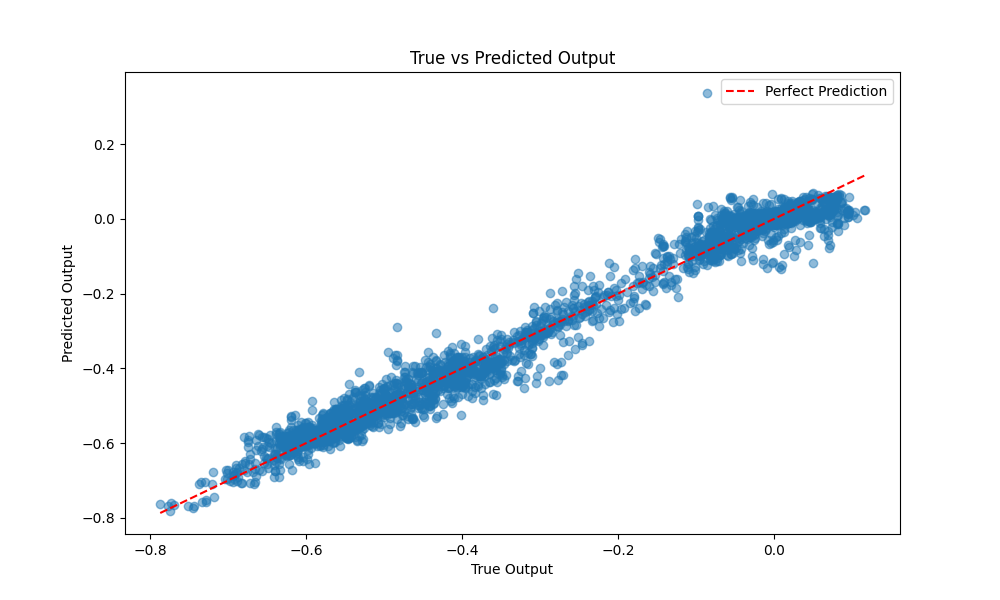 True vs Predicted Output
Perfect Prediction
Predicted Output
0.2
0.0
−0.2
−0.4
−0.6
−0.8
−0.8 −0.6 −0.4 −0.2 0.0
True Output